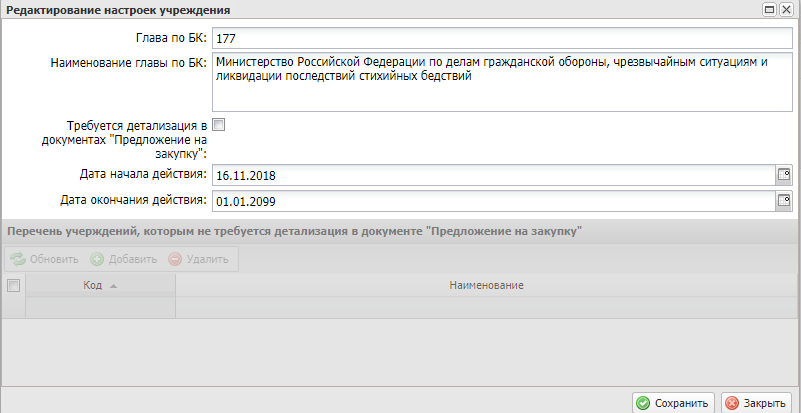 Редактирование настроек учреждения
Глава по БК: 177
Наименование главы по БК: Министерство Российской Федерации по делам гражданской обороны, чрезвычайным ситуациям и
ликвидации последствий стихийных бедствий
Требуется детализация в
документах "Предложение на
закупку":
Дата начала действия: 16.11.2018
Дата окончания действия: 01.01.2099
Перечень учерждений, которым не требуется детализация в документе "Предложение на закупку"
Обновить Добавить Удалить
Код Наименование
Сохранить Закрыть